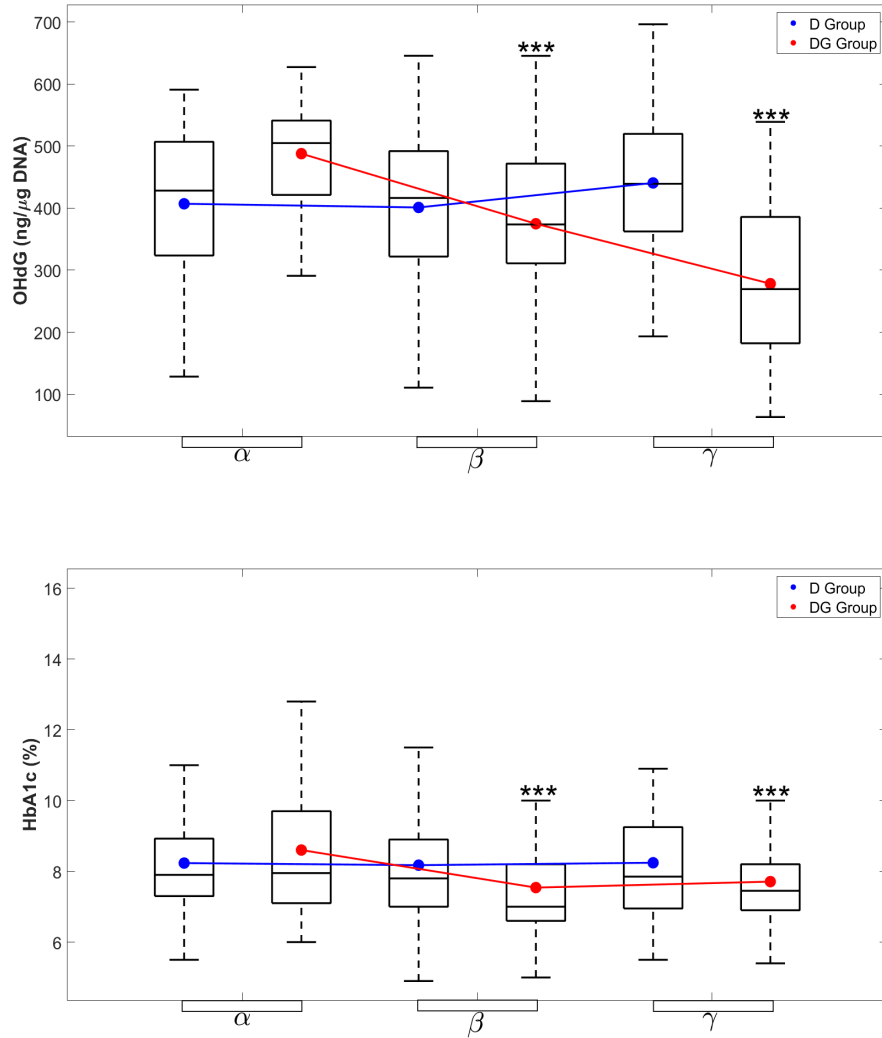 700
600
500
400
300
200
100
OHdG (ng/μg DNA)
D Group
DG Group
***
***
α
β
γ
16
14
12
10
8
6
HbA1c (%)
D Group
DG Group
***
***
α
β
γ